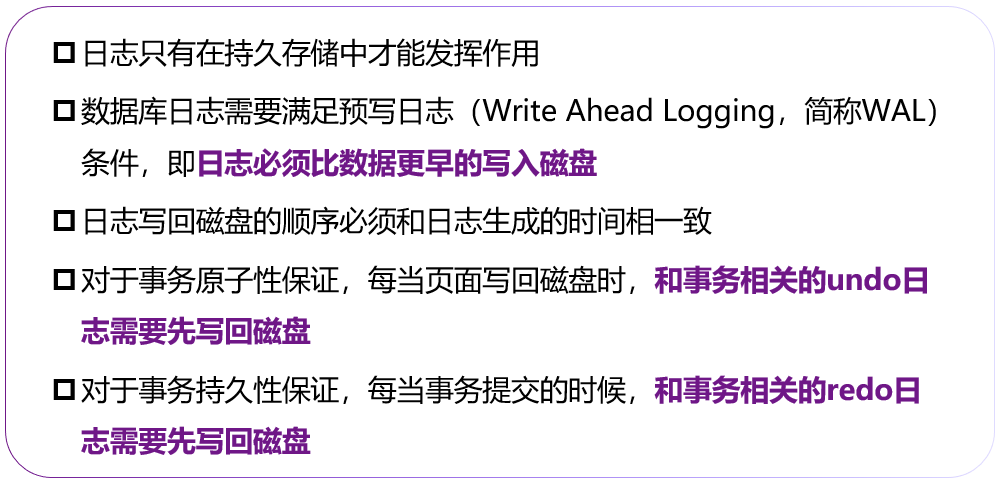 日志只有在持久存储中才能发挥作用
数据库日志需要满足预写日志（Write Ahead Logging，简称WAL）
条件，即日志必须比数据更早的写入磁盘
日志写回磁盘的顺序必须和日志生成的时间相一致
对于事务原子性保证，每当页面写回磁盘时，和事务相关的undo日
志需要先写回磁盘
对于事务持久性保证，每当事务提交的时候，和事务相关的redo日
志需要先写回磁盘